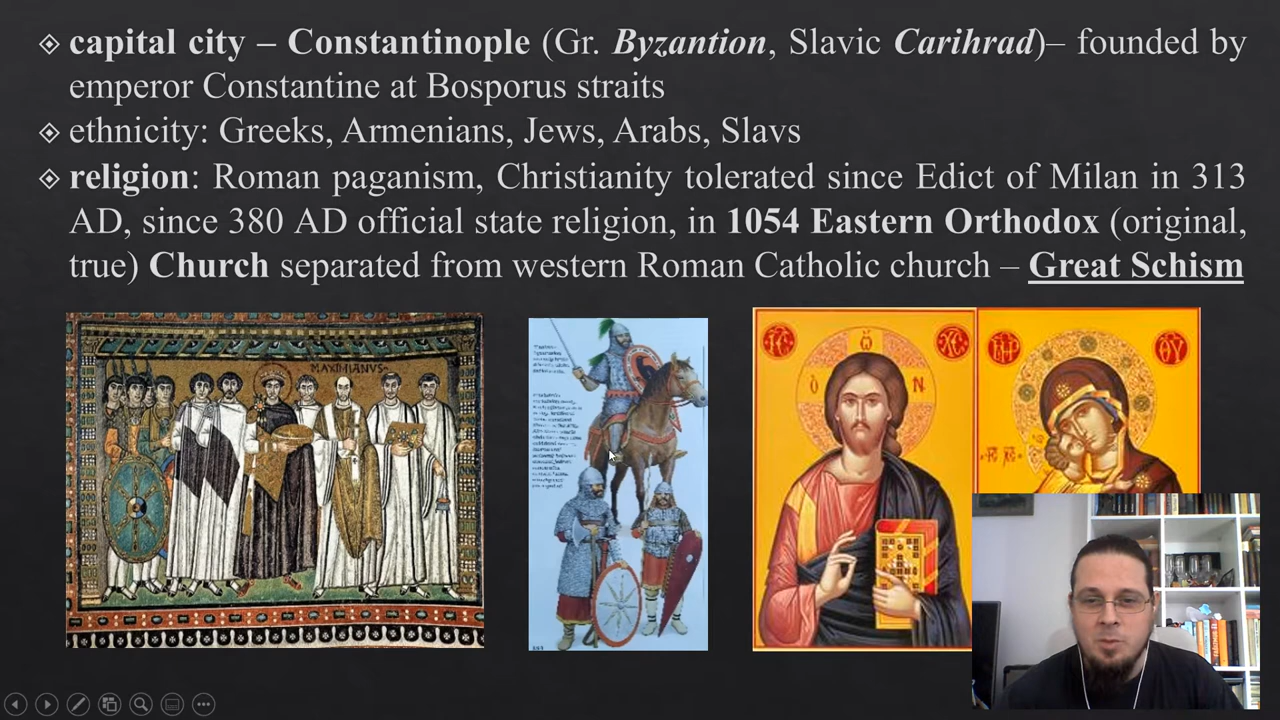 capital city – Constantinople (Gr. Byzantion, Slavic Carihrad)– founded by
emperor Constantine at Bosporus straits
ethnicity: Greeks, Armenians, Jews, Arabs, Slavs
religion: Roman paganism, Christianity tolerated since Edict of Milan in 313
AD, since 380 AD official state religion, in 1054 Eastern Orthodox (original,
true) Church separated from western Roman Catholic church – Great Schism
MAXIMIANVS